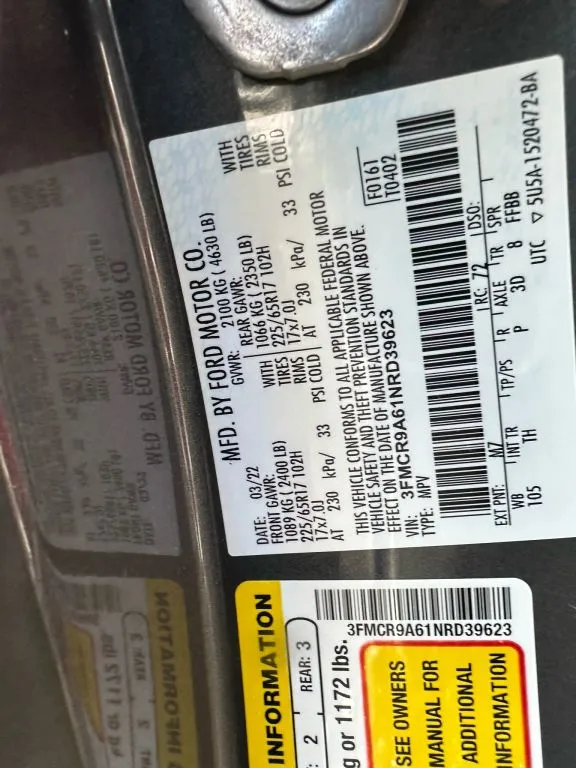 MFD. BY FORD MOTOR CO.
DATE: 03/22 GVWR: 2100 KG ( 4630 LB)
FRONT GAWR: REAR GAWR:
1089 KG ( 2400 LB) WITH 1066 KG ( 2350 LB) WITH
225/65R17 102H TIRES 225/65R17 102H TIRES
17x7.0J RIMS 17x7.0J RIMS
AT 230 kPa/ 33 PSI COLD AT 230 kPa/ 33 PSI COLD
THIS VEHICLE CONFORMS TO ALL APPLICABLE FEDERAL MOTOR
VEHICLE SAFETY AND THEFT PREVENTION STANDARDS IN
EFFECT ON THE DATE OF MANUFACTURE SHOWN ABOVE.
VIN: 3FMCR9A61NRD39623
TYPE: MPV
F0161
T0402
EXT PNT: M7 RC: 72 DSO:
WB INT TR TP/PS R AXLE TR SPR
105 TH P 3D 8 FFBB
UTC ▽ 5U5A-1520472-BA
INFORMATION
: 2 REAR: 3
g or 1172 lbs.
3FMCR9A61NRD39623
SEE OWNERS
MANUAL FOR
ADDITIONAL
INFORMATION